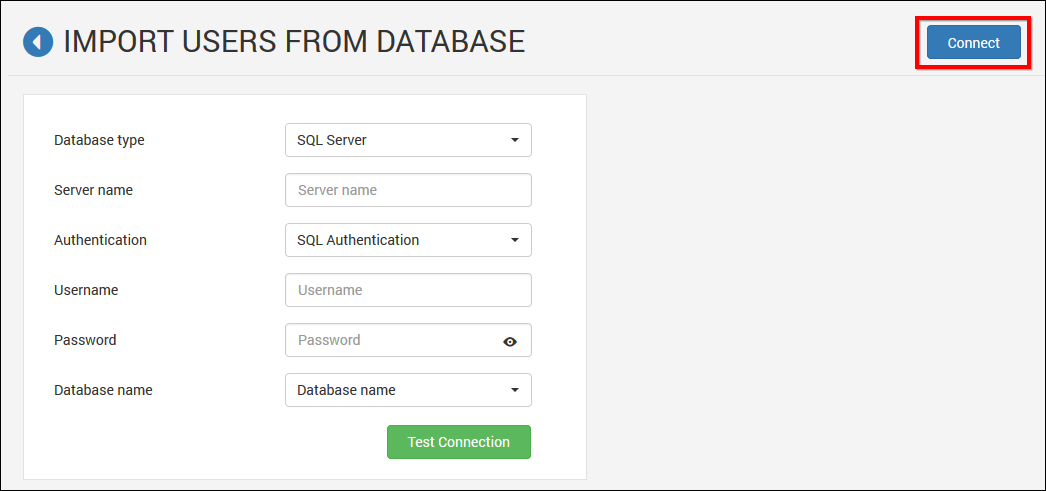 IMPORT USERS FROM DATABASE
Connect
Database type
SQL Server
Server name
Server name
Authentication
SQL Authentication
Username
Username
Password
Password
Database name
Database name
Test Connection